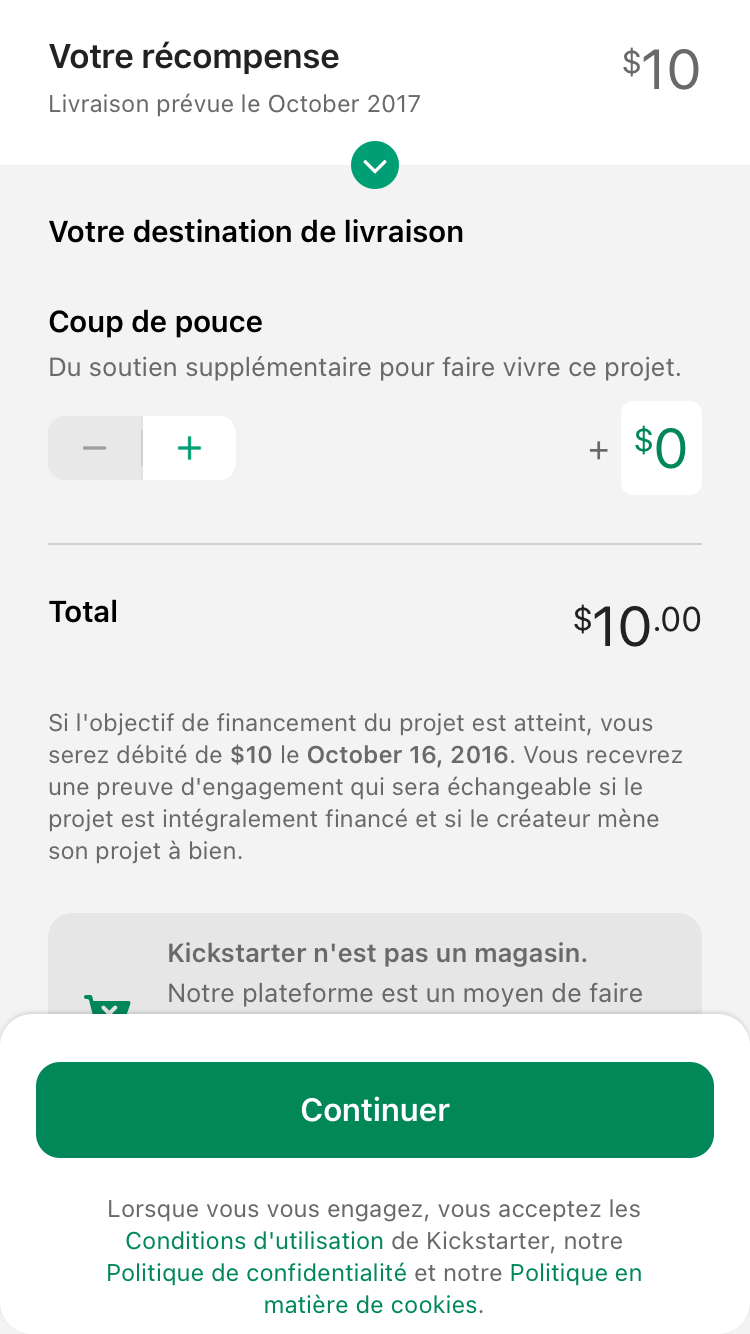 Votre récompense
$10
Livraison prévue le October 2017
Votre destination de livraison
Coup de pouce
Du soutien supplémentaire pour faire vivre ce projet.
− + + $0
Total
$10.00
Si l'objectif de financement du projet est atteint, vous
serez débité de $10 le October 16, 2016. Vous recevrez
une preuve d'engagement qui sera échangeable si le
projet est intégralement financé et si le créateur mène
son projet à bien.
Kickstarter n'est pas un magasin.
Notre plateforme est un moyen de faire
Continuer
Lorsque vous vous engagez, vous acceptez les
Conditions d'utilisation de Kickstarter, notre
Politique de confidentialité et notre Politique en
matière de cookies.